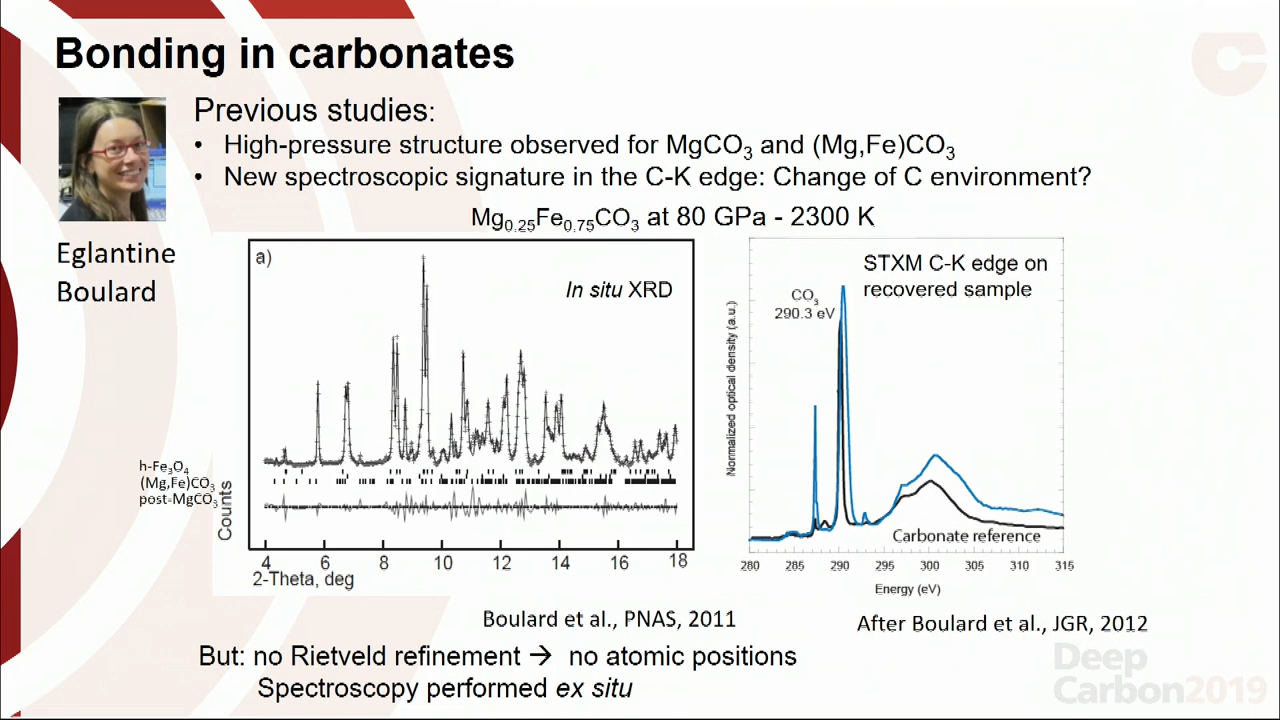 Bonding in carbonates
Previous studies:
• High-pressure structure observed for MgCO₃ and (Mg,Fe)CO₃
• New spectroscopic signature in the C-K edge: Change of C environment?
Mg₀.₂₅Fe₀.₇₅CO₃ at 80 GPa - 2300 K
Eglantine
Boulard
a)
In situ XRD
h-Fe₃O₄
(Mg,Fe)CO₃
post-MgCO₃
Counts
4 6 8 10 12 14 16 18
2-Theta, deg
STXM C-K edge on
recovered sample
CO₃
290.3 eV
Normalized optical density (a.u.)
Carbonate reference
280 285 290 295 300 305 310 315
Energy (eV)
Boulard et al., PNAS, 2011
After Boulard et al., JGR, 2012
But: no Rietveld refinement → no atomic positions
Spectroscopy performed ex situ
Deep
Carbon2019